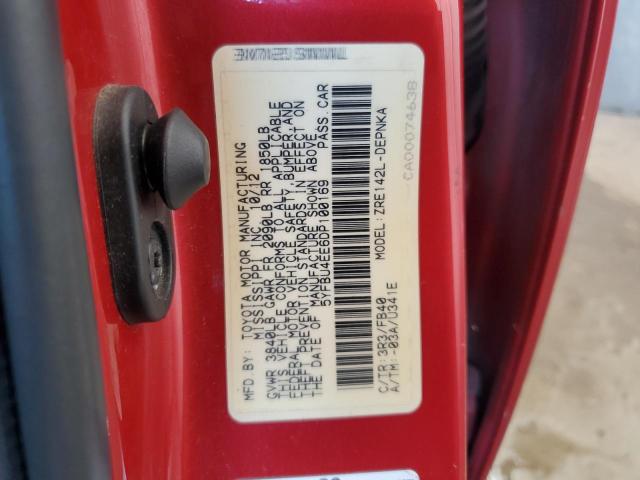 MFD. BY: TOYOTA MOTOR MANUFACTURING
MISSISSIPPI INC. 10/12
GVWR 3840LB GAWR FR 2090LB RR 1850LB
THIS VEHICLE CONFORMS TO ALL APPLICABLE
FEDERAL MOTOR VEHICLE SAFETY, BUMPER, AND
THEFT PREVENTION STANDARDS IN EFFECT ON
THE DATE OF MANUFACTURE SHOWN ABOVE.
5YFBU4EE6DP100169 PASS. CAR
MODEL: ZRE142L-DEPNKA
C/TR: 3R3/FB40
A/TM: -03A/U341E
CA00074638